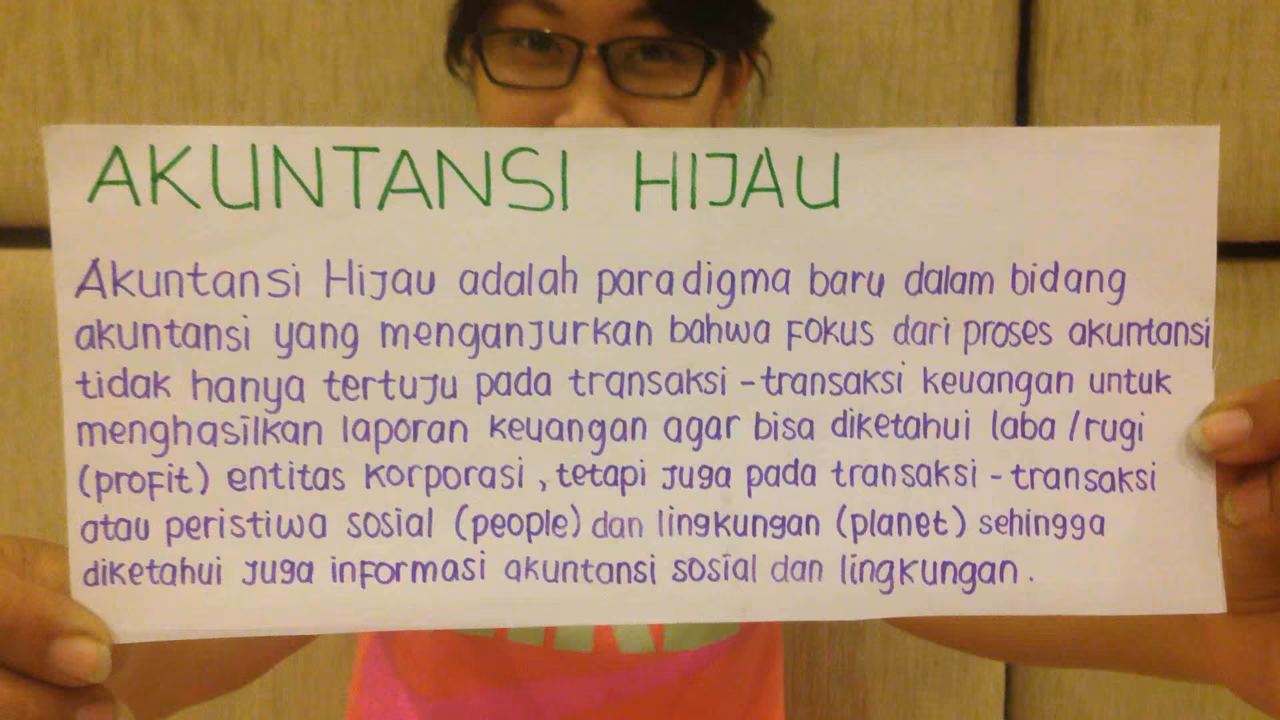 AKUNTANSI HIJAU
Akuntansi Hijau adalah paradigma baru dalam bidang
akuntansi yang menganjurkan bahwa fokus dari proses akuntansi
tidak hanya tertuju pada transaksi - transaksi keuangan untuk
menghasilkan laporan keuangan agar bisa diketahui laba / rugi
(profit) entitas korporasi, tetapi juga pada transaksi - transaksi
atau peristiwa sosial (people) dan lingkungan (planet) sehingga
diketahui juga informasi akuntansi sosial dan lingkungan.